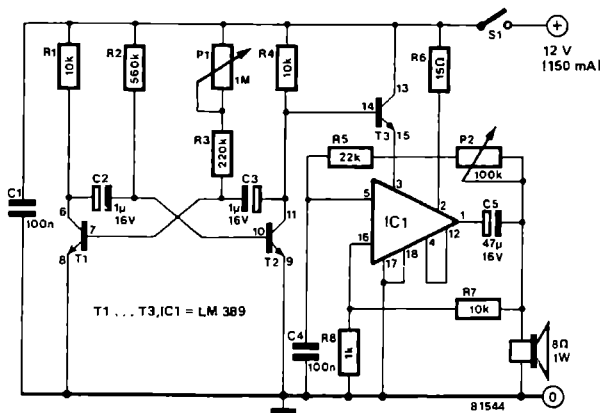 S1
+
12 V
(150 mA)
R1
10k
R2
560k
P1
1M
R4
10k
R6
15Ω
13
14
T3
15
R3
220k
R5
22k
P2
100k
C1
100n
C2
1µ
16V
C3
1µ
16V
6
7
8
T1
11
10
9
T2
3
5
2
IC1
1
16
4
12
17
18
C5
47µ
16V
T1 ... T3, IC1 = LM 389
R7
10k
C4
100n
R8
1k
8Ω
1W
81544
0